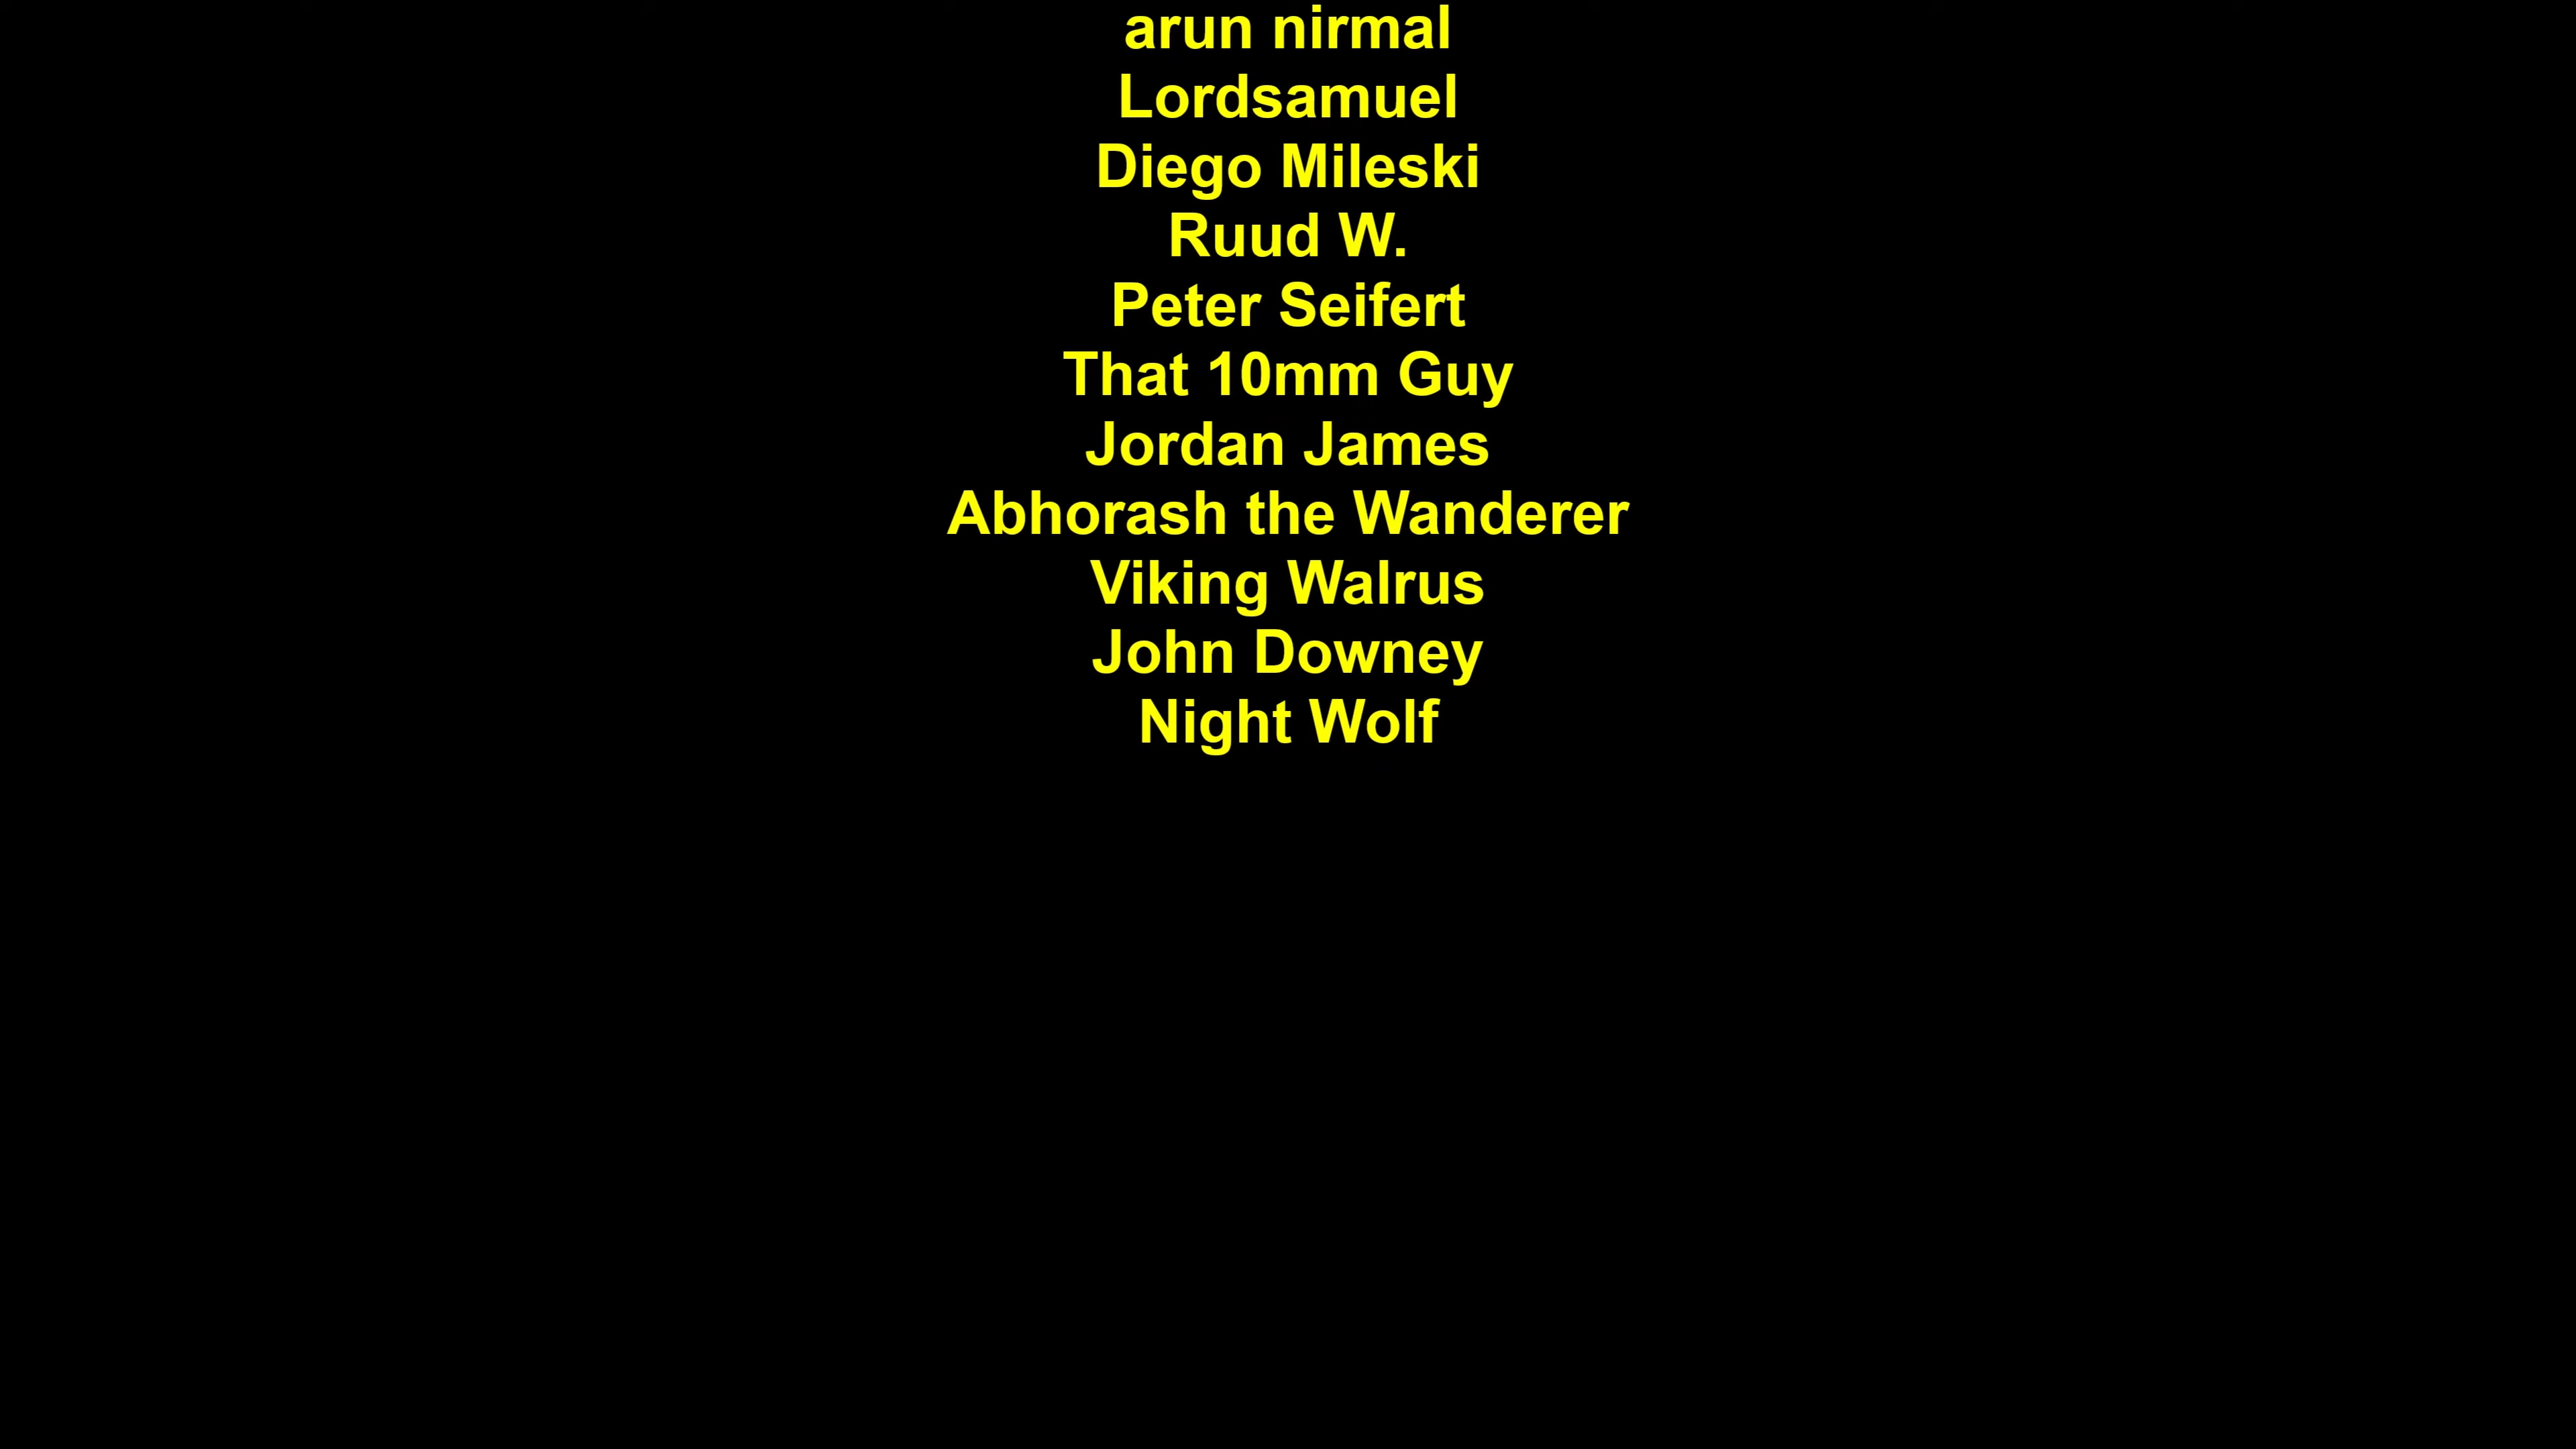 arun nirmal
Lordsamuel
Diego Mileski
Ruud W.
Peter Seifert
That 10mm Guy
Jordan James
Abhorash the Wanderer
Viking Walrus
John Downey
Night Wolf